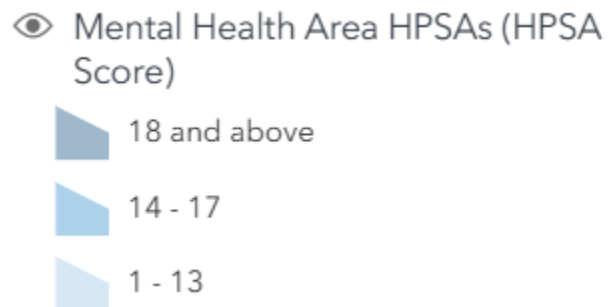 Mental Health Area HPSAs (HPSA
Score)
18 and above
14 - 17
1 - 13